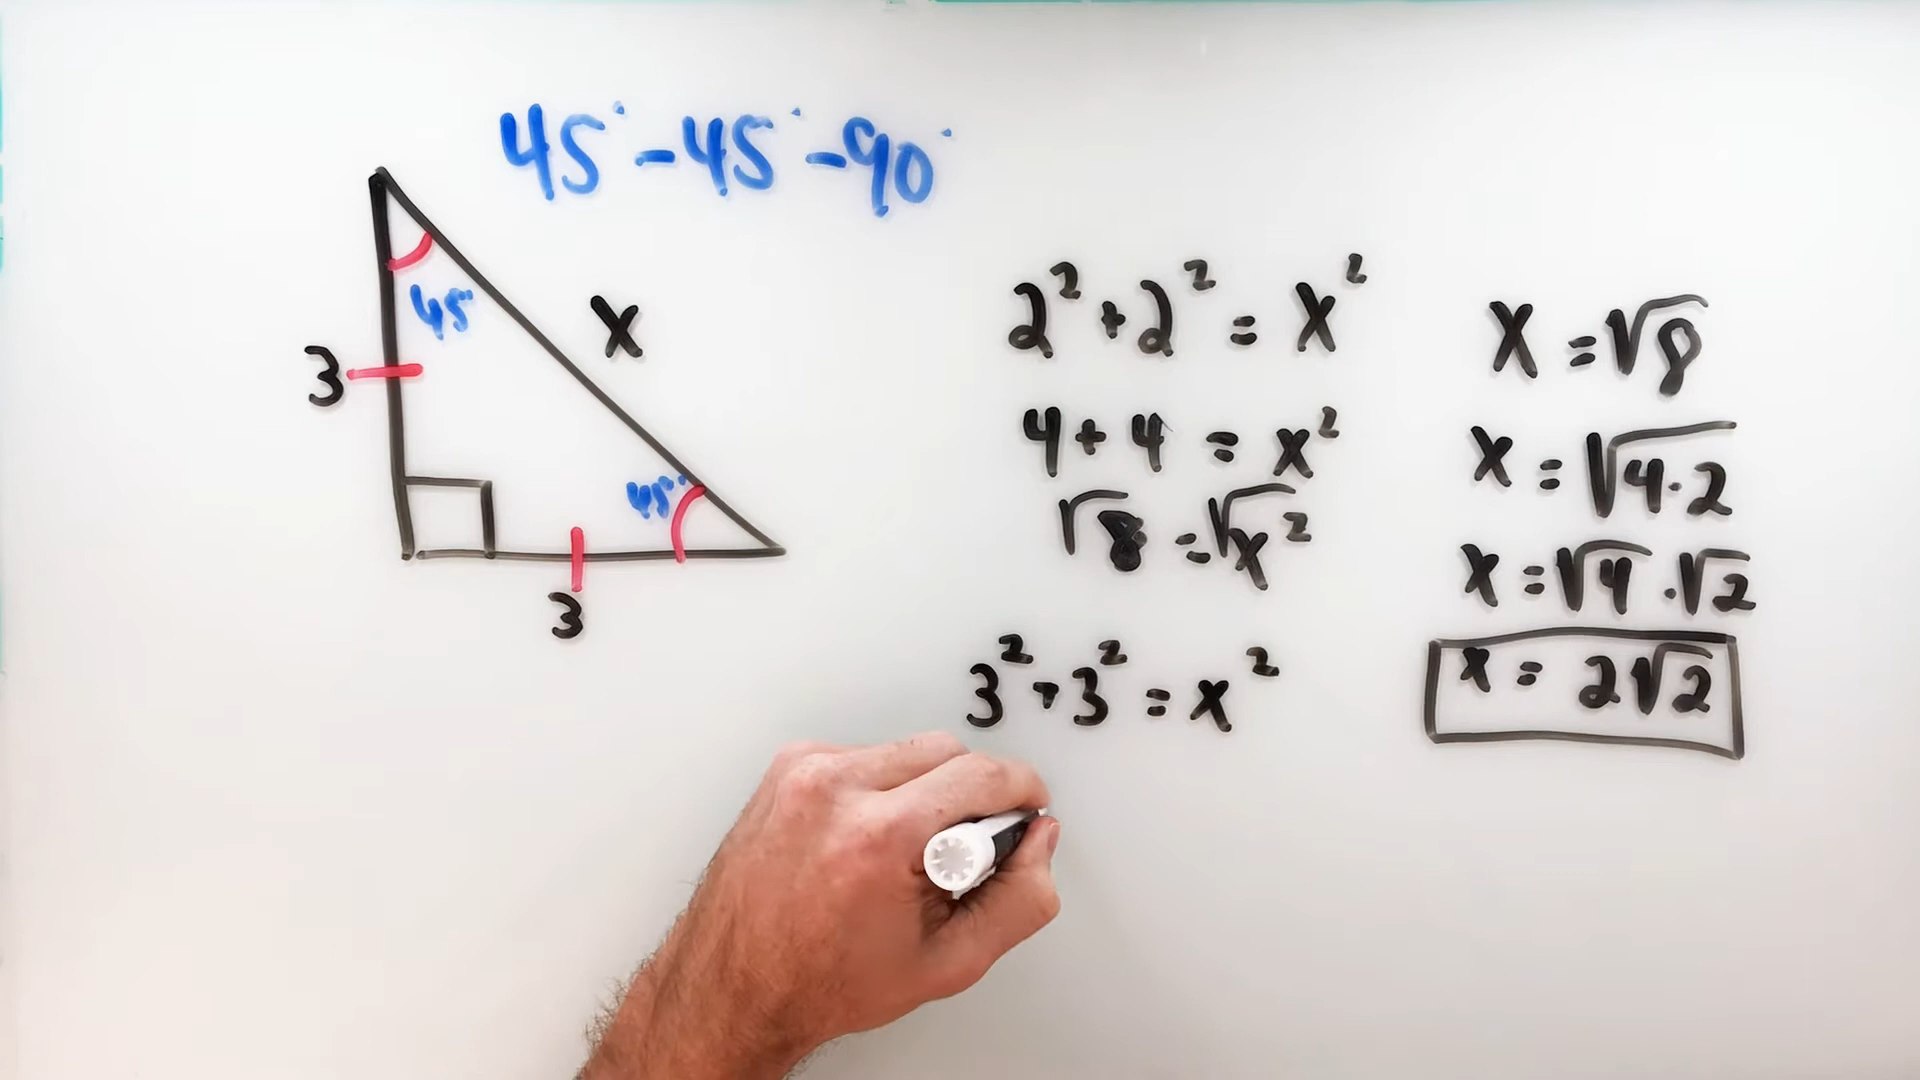 45°-45°-90°
45°
x
3
45°
3
2² + 2² = x²
4 + 4 = x²
√8 = √x²
3² + 3² = x²
x = √8
x = √4·2
x = √4 · √2
x = 2√2